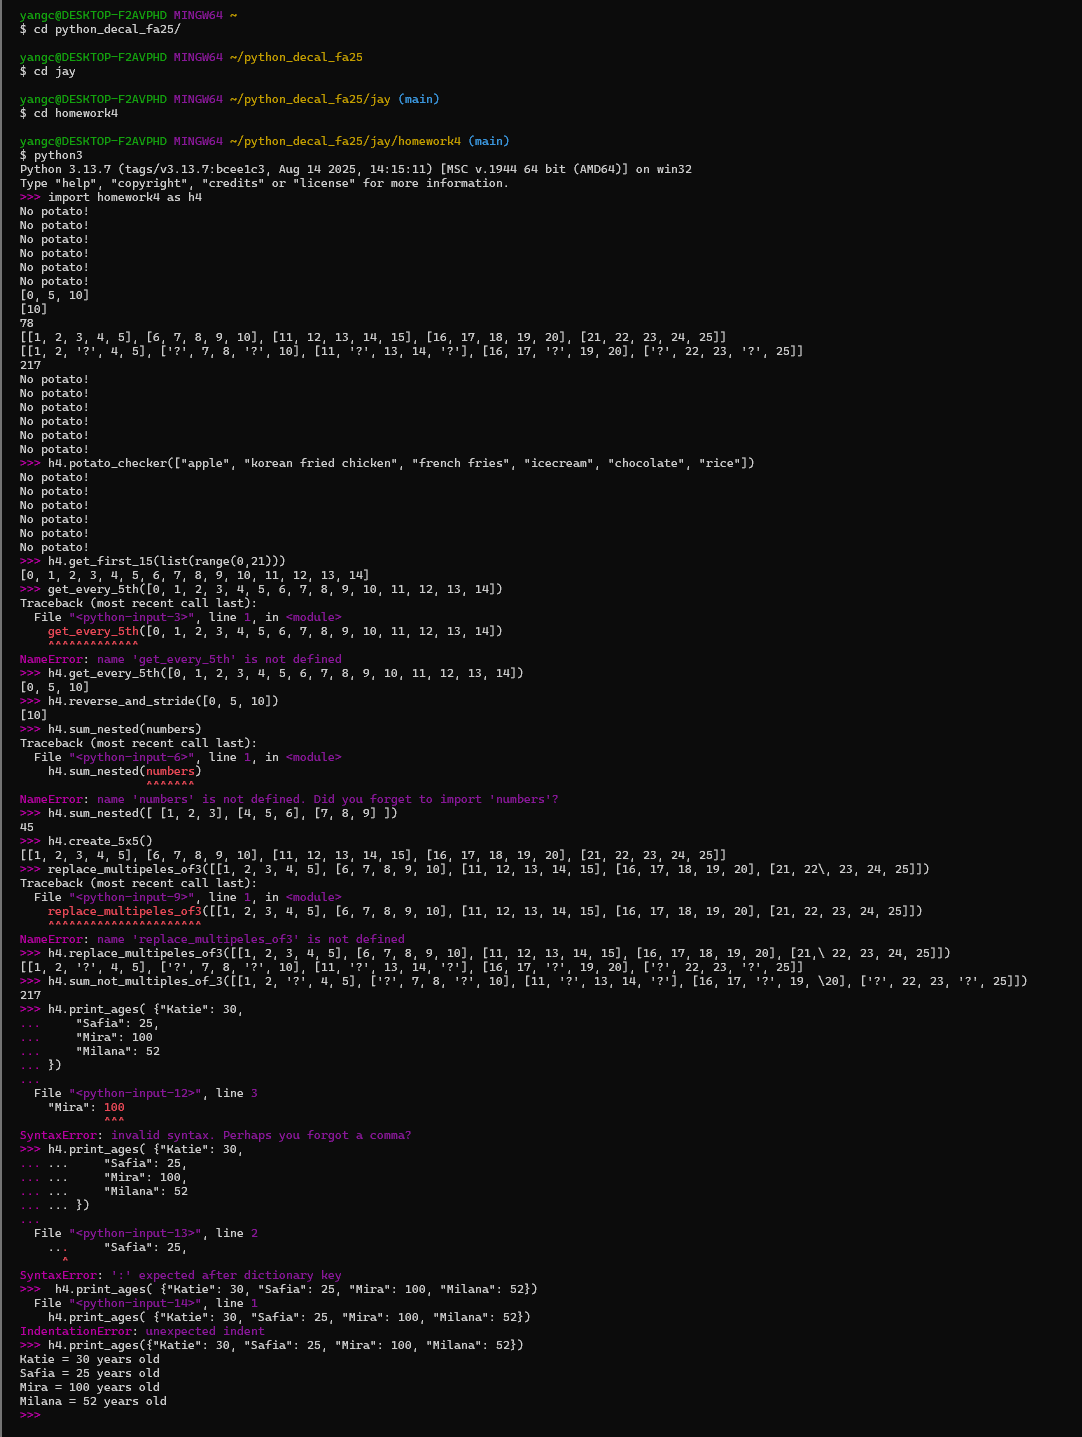 yangc@DESKTOP-F2AVPHD MINGW64 ~
$ cd python_decal_fa25/

yangc@DESKTOP-F2AVPHD MINGW64 ~/python_decal_fa25
$ cd jay

yangc@DESKTOP-F2AVPHD MINGW64 ~/python_decal_fa25/jay (main)
$ cd homework4

yangc@DESKTOP-F2AVPHD MINGW64 ~/python_decal_fa25/jay/homework4 (main)
$ python3
Python 3.13.7 (tags/v3.13.7:bcee1c3, Aug 14 2025, 14:15:11) [MSC v.1944 64 bit (AMD64)] on win32
Type "help", "copyright", "credits" or "license" for more information.
>>> import homework4 as h4
No potato!
No potato!
No potato!
No potato!
No potato!
No potato!
[0, 5, 10]
[10]
78
[[1, 2, 3, 4, 5], [6, 7, 8, 9, 10], [11, 12, 13, 14, 15], [16, 17, 18, 19, 20], [21, 22, 23, 24, 25]]
[[1, 2, '?', 4, 5], ['?', 7, 8, '?', 10], [11, '?', 13, 14, '?'], [16, 17, '?', 19, 20], ['?', 22, 23, '?', 25]]
217
No potato!
No potato!
No potato!
No potato!
No potato!
No potato!
>>> h4.potato_checker(["apple", "korean fried chicken", "french fries", "icecream", "chocolate", "rice"])
No potato!
No potato!
No potato!
No potato!
No potato!
No potato!
>>> h4.get_first_15(list(range(0,21)))
[0, 1, 2, 3, 4, 5, 6, 7, 8, 9, 10, 11, 12, 13, 14]
>>> get_every_5th([0, 1, 2, 3, 4, 5, 6, 7, 8, 9, 10, 11, 12, 13, 14])
Traceback (most recent call last):
  File "<python-input-3>", line 1, in <module>
    get_every_5th([0, 1, 2, 3, 4, 5, 6, 7, 8, 9, 10, 11, 12, 13, 14])
    ^^^^^^^^^^^^^
NameError: name 'get_every_5th' is not defined
>>> h4.get_every_5th([0, 1, 2, 3, 4, 5, 6, 7, 8, 9, 10, 11, 12, 13, 14])
[0, 5, 10]
>>> h4.reverse_and_stride([0, 5, 10])
[10]
>>> h4.sum_nested(numbers)
Traceback (most recent call last):
  File "<python-input-6>", line 1, in <module>
    h4.sum_nested(numbers)
                  ^^^^^^^
NameError: name 'numbers' is not defined. Did you forget to import 'numbers'?
>>> h4.sum_nested([ [1, 2, 3], [4, 5, 6], [7, 8, 9] ])
45
>>> h4.create_5x5()
[[1, 2, 3, 4, 5], [6, 7, 8, 9, 10], [11, 12, 13, 14, 15], [16, 17, 18, 19, 20], [21, 22, 23, 24, 25]]
>>> replace_multipeles_of3([[1, 2, 3, 4, 5], [6, 7, 8, 9, 10], [11, 12, 13, 14, 15], [16, 17, 18, 19, 20], [21, 22\, 23, 24, 25]])
Traceback (most recent call last):
  File "<python-input-9>", line 1, in <module>
    replace_multipeles_of3([[1, 2, 3, 4, 5], [6, 7, 8, 9, 10], [11, 12, 13, 14, 15], [16, 17, 18, 19, 20], [21, 22, 23, 24, 25]])
    ^^^^^^^^^^^^^^^^^^^^^^
NameError: name 'replace_multipeles_of3' is not defined
>>> h4.replace_multipeles_of3([[1, 2, 3, 4, 5], [6, 7, 8, 9, 10], [11, 12, 13, 14, 15], [16, 17, 18, 19, 20], [21,\ 22, 23, 24, 25]])
[[1, 2, '?', 4, 5], ['?', 7, 8, '?', 10], [11, '?', 13, 14, '?'], [16, 17, '?', 19, 20], ['?', 22, 23, '?', 25]]
>>> h4.sum_not_multiples_of_3([[1, 2, '?', 4, 5], ['?', 7, 8, '?', 10], [11, '?', 13, 14, '?'], [16, 17, '?', 19, \20], ['?', 22, 23, '?', 25]])
217
>>> h4.print_ages( {"Katie": 30,
...     "Safia": 25,
...     "Mira": 100
...     "Milana": 52
... })
...
  File "<python-input-12>", line 3
    "Mira": 100
            ^^^
SyntaxError: invalid syntax. Perhaps you forgot a comma?
>>> h4.print_ages( {"Katie": 30,
... ...     "Safia": 25,
... ...     "Mira": 100,
... ...     "Milana": 52
... ... })
...
  File "<python-input-13>", line 2
    ...     "Safia": 25,
      ^
SyntaxError: ':' expected after dictionary key
>>>  h4.print_ages( {"Katie": 30, "Safia": 25, "Mira": 100, "Milana": 52})
  File "<python-input-14>", line 1
    h4.print_ages( {"Katie": 30, "Safia": 25, "Mira": 100, "Milana": 52})
IndentationError: unexpected indent
>>> h4.print_ages({"Katie": 30, "Safia": 25, "Mira": 100, "Milana": 52})
Katie = 30 years old
Safia = 25 years old
Mira = 100 years old
Milana = 52 years old
>>>